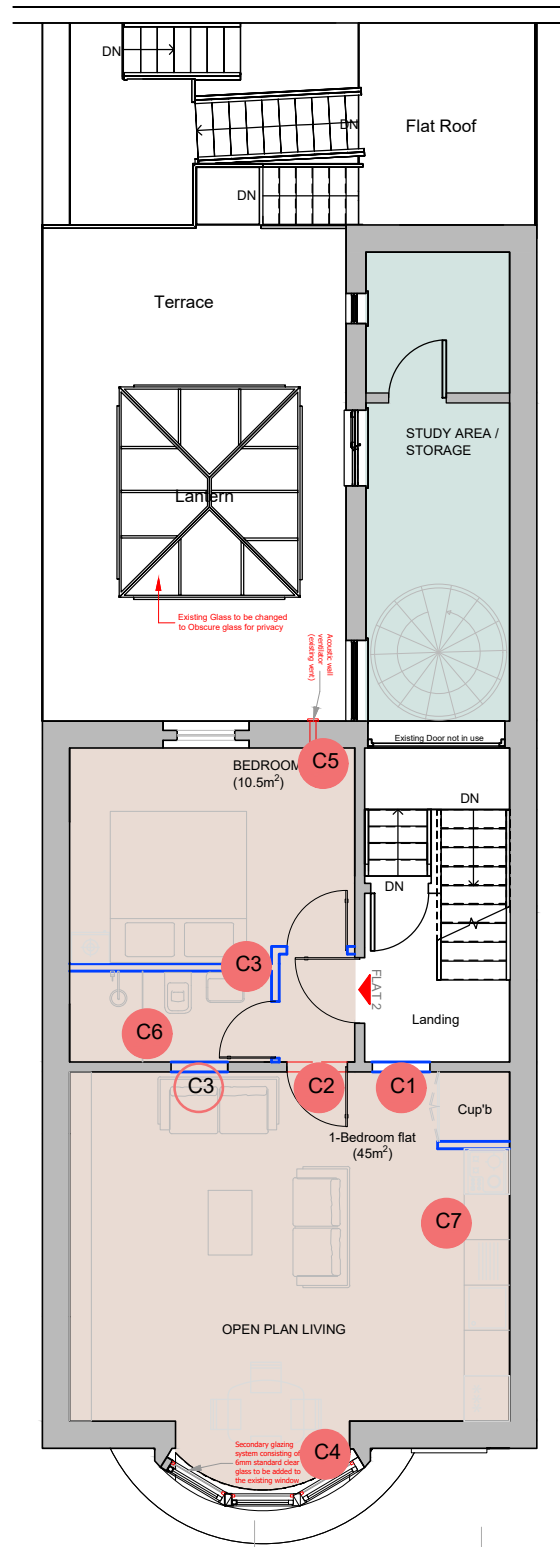 DN
DN
Flat Roof
DN
Terrace
STUDY AREA /
STORAGE
Lantern
Existing Glass to be changed
to Obscure glass for privacy
Acoustic wall
ventilator
(existing vent)
Existing Door not in use
BEDROOM
(10.5m²)
C5
DN
DN
C3
FLAT 2
C6
Landing
C3
C2
C1
Cup'b
1-Bedroom flat
(45m²)
C7
OPEN PLAN LIVING
Secondary glazing
system consisting of
6mm standard clear
glass to be added to
the existing window
C4